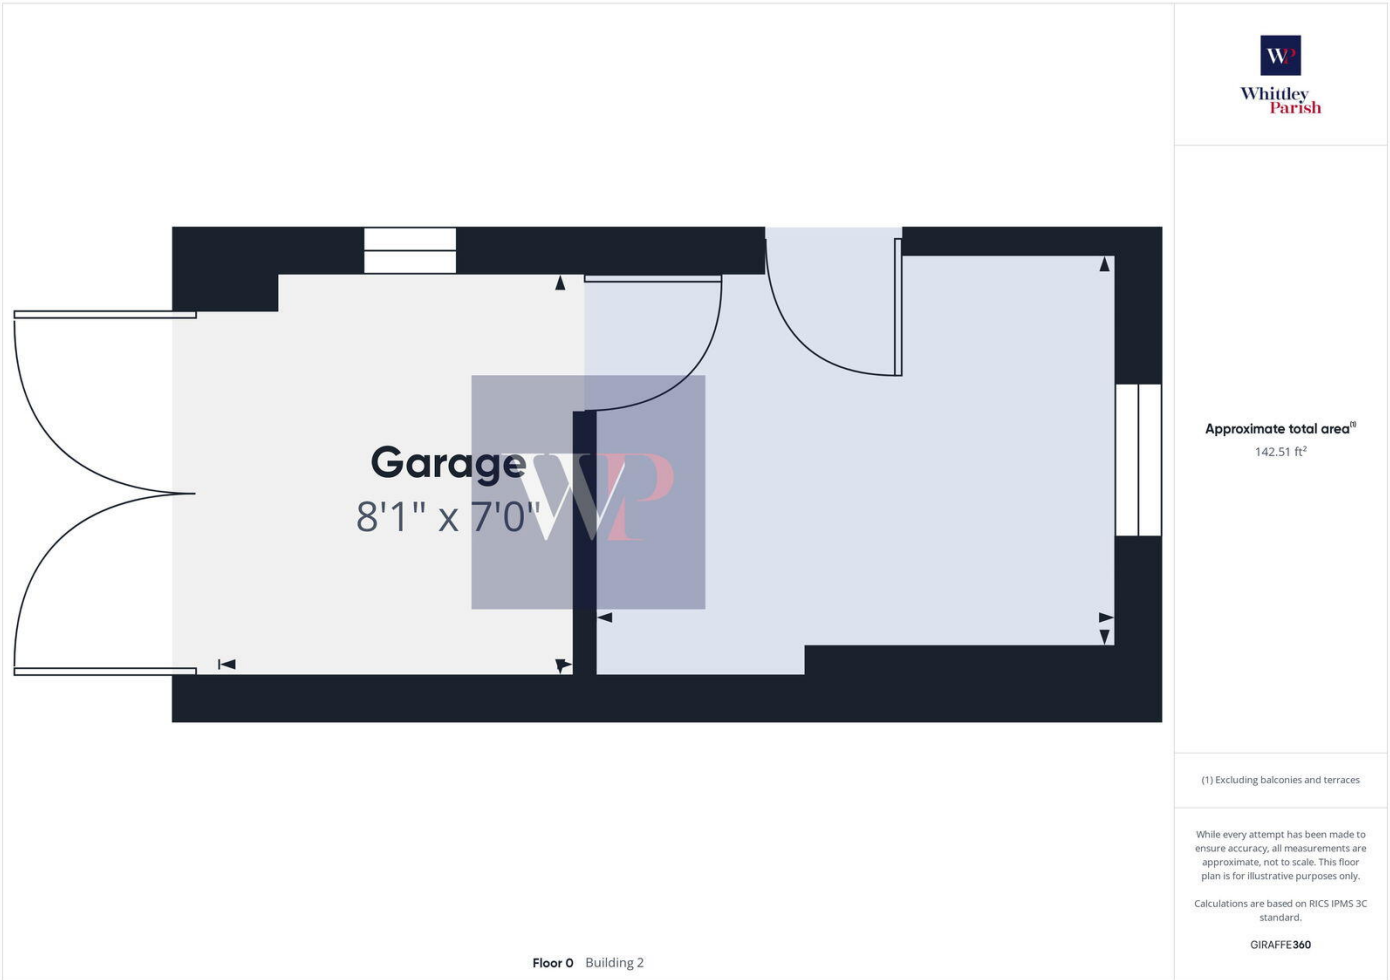 WP
Whittley
Parish
Garage
8'1" x 7'0"
WP
Approximate total area(1)
142.51 ft²
(1) Excluding balconies and terraces
While every attempt has been made to
ensure accuracy, all measurements are
approximate, not to scale. This floor
plan is for illustrative purposes only.
Calculations are based on RICS IPMS 3C
standard.
GIRAFFE360
Floor 0 Building 2